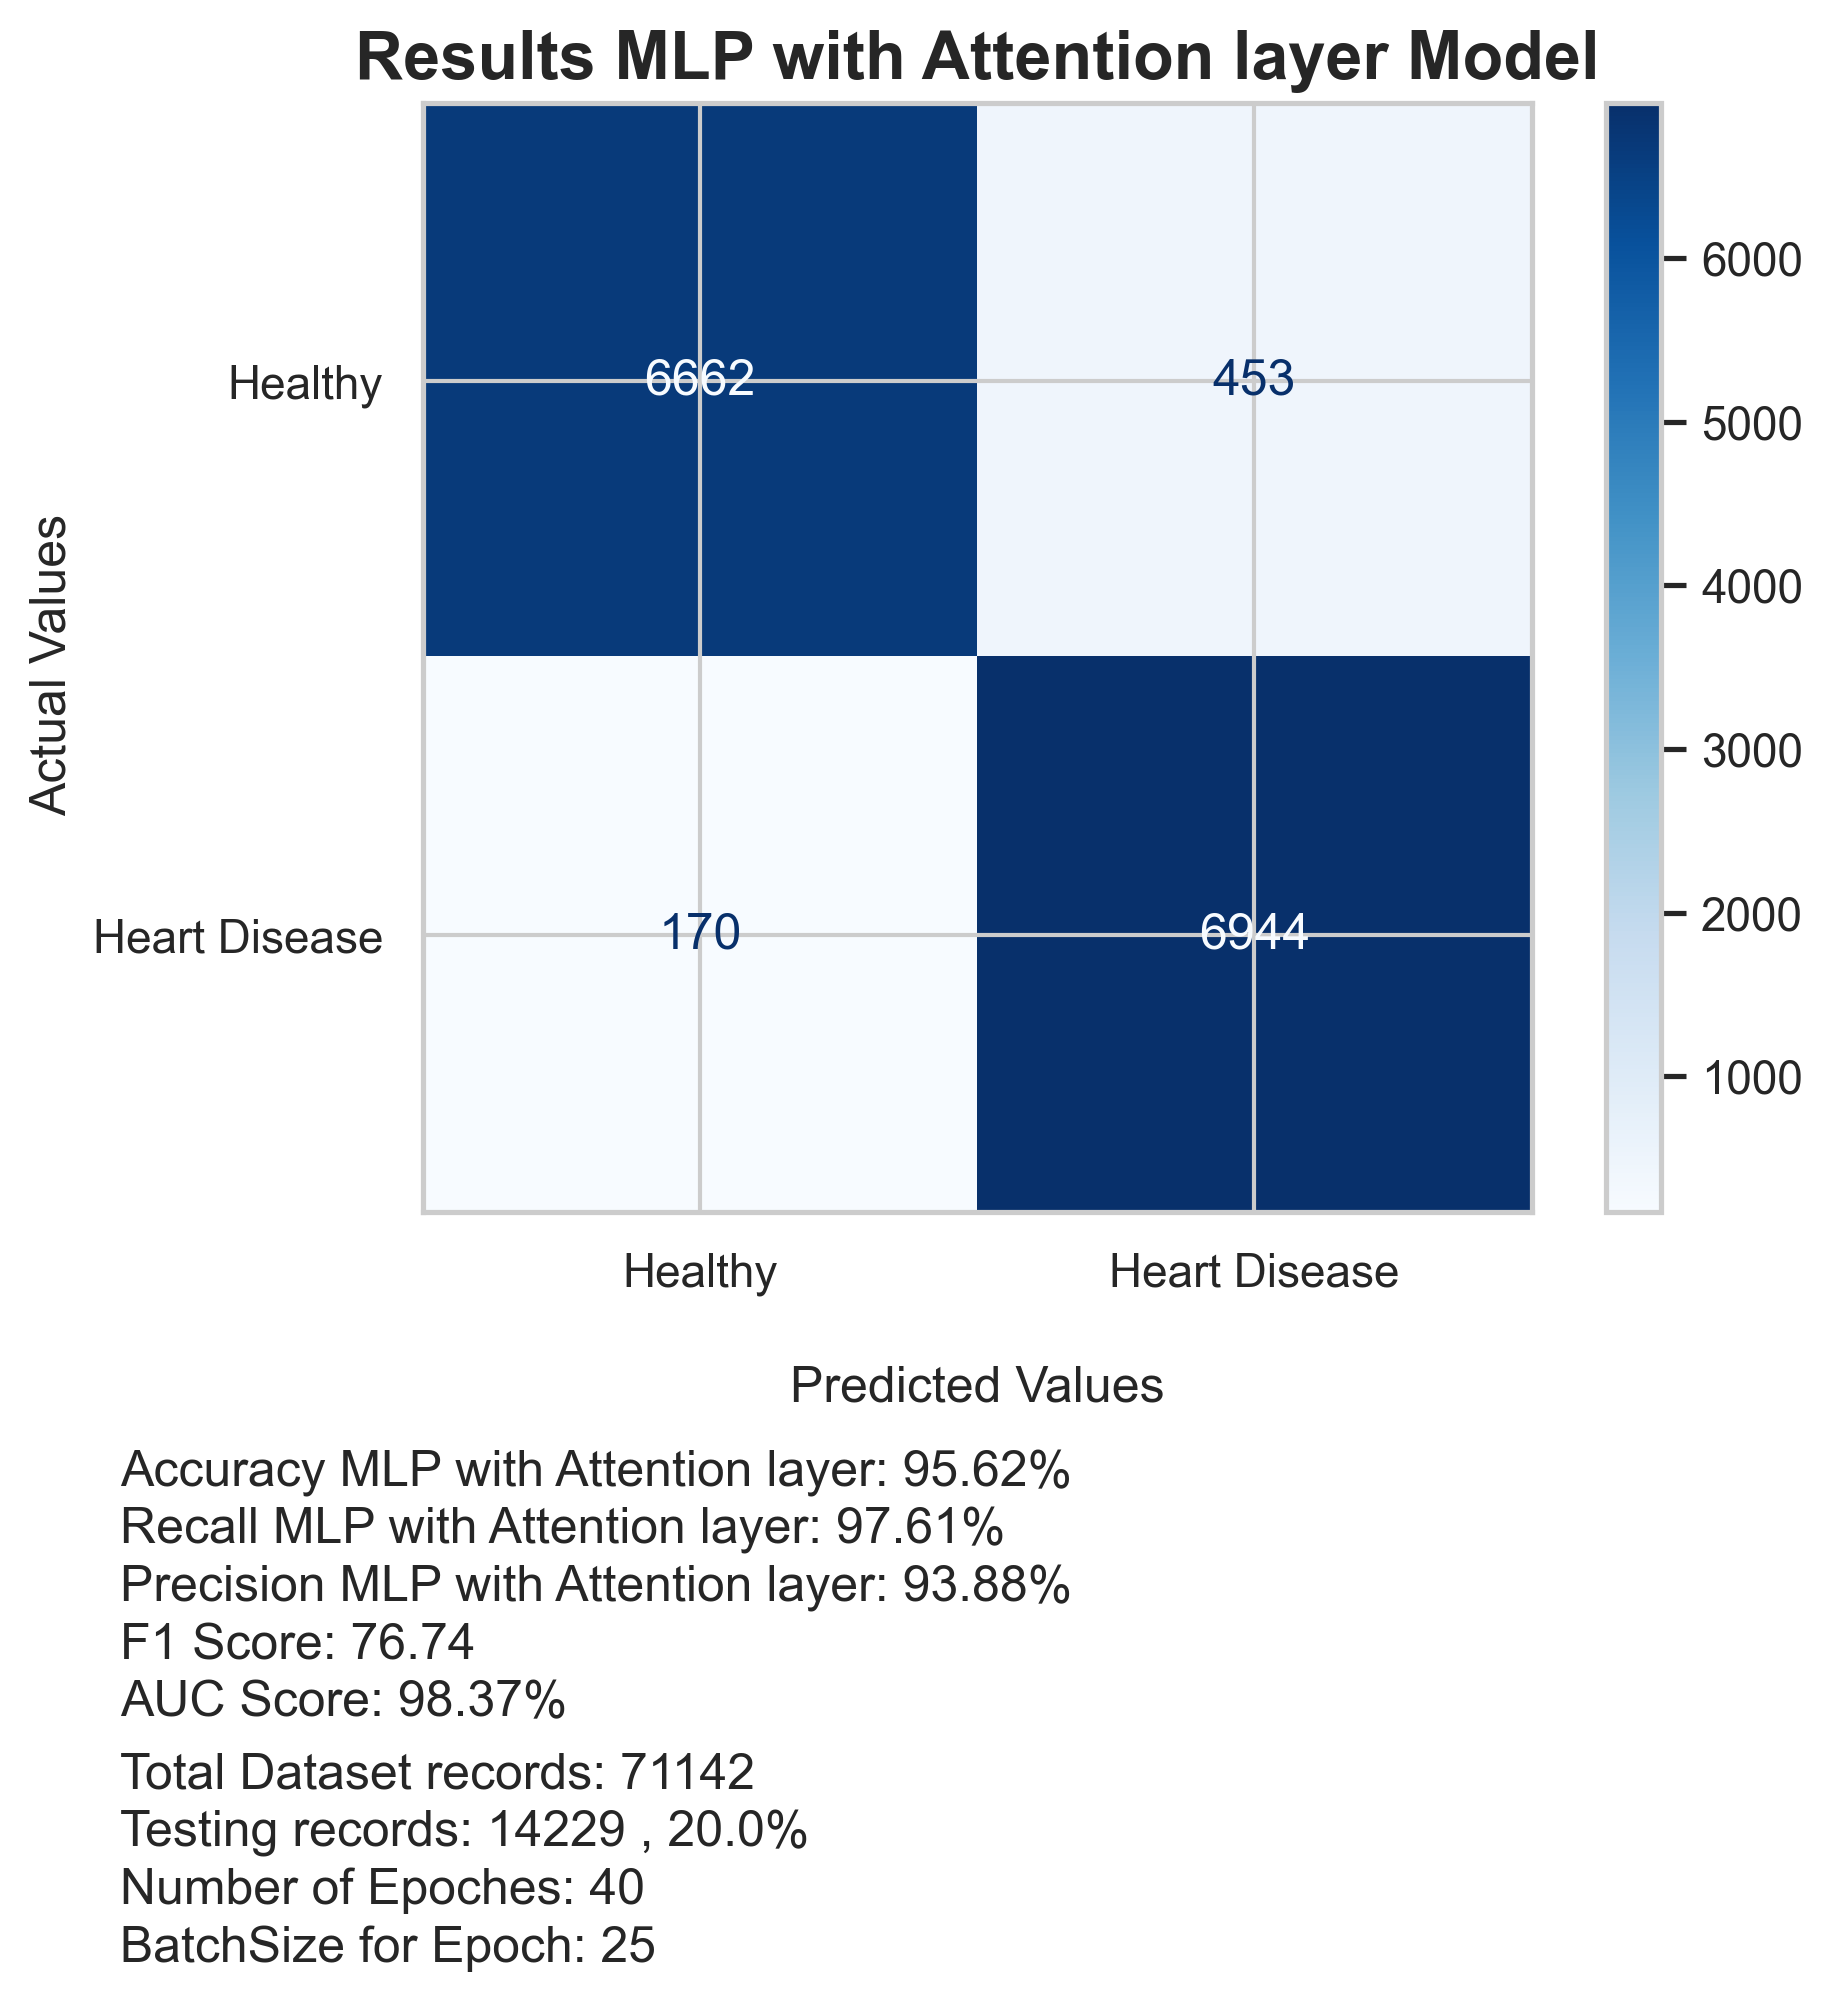 Results MLP with Attention layer Model
Actual Values
Healthy
6662
453
Heart Disease
170
6944
6000
5000
4000
3000
2000
1000
Healthy
Heart Disease
Predicted Values
Accuracy MLP with Attention layer: 95.62%
Recall MLP with Attention layer: 97.61%
Precision MLP with Attention layer: 93.88%
F1 Score: 76.74
AUC Score: 98.37%
Total Dataset records: 71142
Testing records: 14229 , 20.0%
Number of Epoches: 40
BatchSize for Epoch: 25